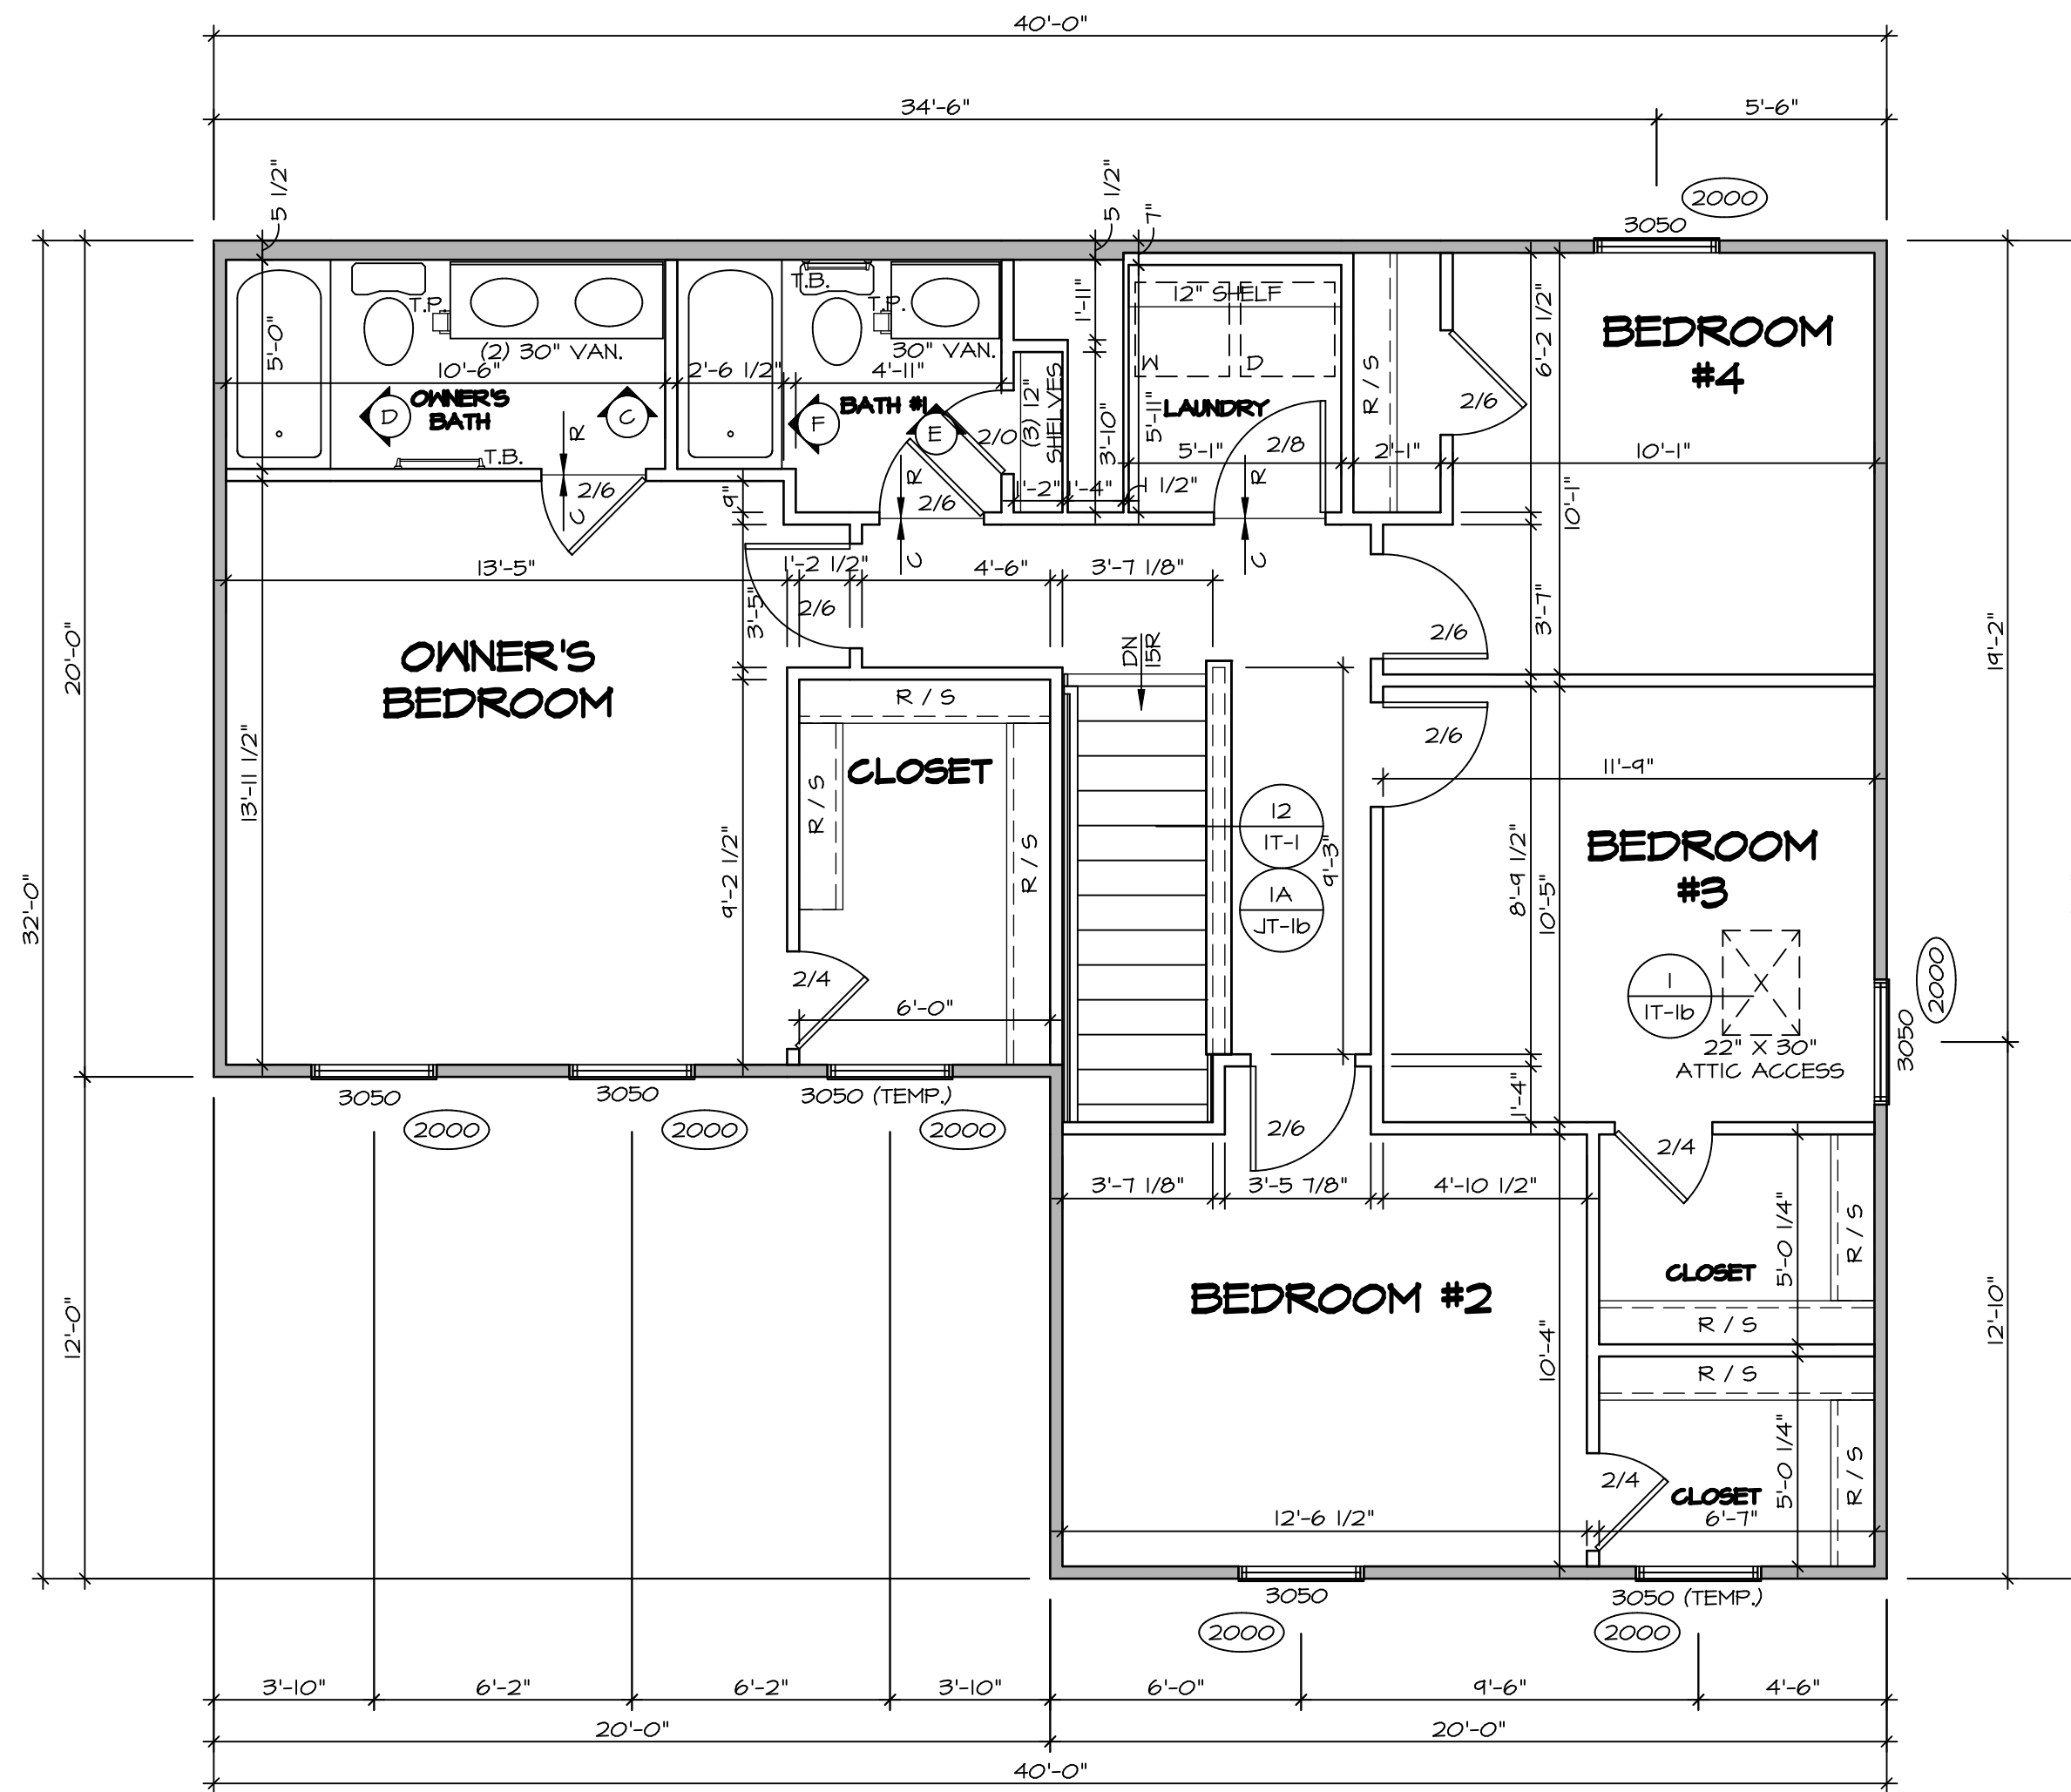 40'-0"
34'-6"
5'-6"
5 1/2"
5 1/2"
7"
2000
3050
T.P.
T.B.
T.P.
12" SHELF
1'-11"
6'-2 1/2"
BEDROOM
#4
5'-0"
(2) 30" VAN.
30" VAN.
W
D
R / S
10'-6"
2'-6 1/2"
4'-11"
(3) 12"
SHELVES
D
OWNER'S
BATH
C
F
BATH #1
E
LAUNDRY
2/6
3'-10"
5'-11"
R
2/0
2/8
T.B.
5'-1"
2'-1"
10'-1"
R
R
2/6
C
9"
2/6
1'-2"
1'-4"
1 1/2"
10'-1"
C
C
13'-5"
1'-2 1/2"
4'-6"
3'-7 1/8"
3'-5"
2/6
3'-7"
2/6
20'-0"
19'-2"
OWNER'S
BEDROOM
DN
15R
R / S
2/6
11'-9"
CLOSET
13'-11 1/2"
R / S
R / S
9'-2 1/2"
12
1T-1
9'-3"
1A
JT-1b
8'-9 1/2"
10'-5"
BEDROOM
#3
32'-0"
2/4
6'-0"
1
1T-1b
22" X 30"
ATTIC ACCESS
3050
2000
3050
3050
3050 (TEMP.)
2000
2000
2000
1'-4"
2/6
2/4
3'-7 1/8"
3'-5 7/8"
4'-10 1/2"
5'-0 1/4"
R / S
CLOSET
BEDROOM #2
12'-0"
12'-10"
R / S
10'-4"
R / S
5'-0 1/4"
R / S
2/4
CLOSET
12'-6 1/2"
6'-7"
3050
3050 (TEMP.)
2000
2000
3'-10"
6'-2"
6'-2"
3'-10"
6'-0"
9'-6"
4'-6"
20'-0"
20'-0"
40'-0"